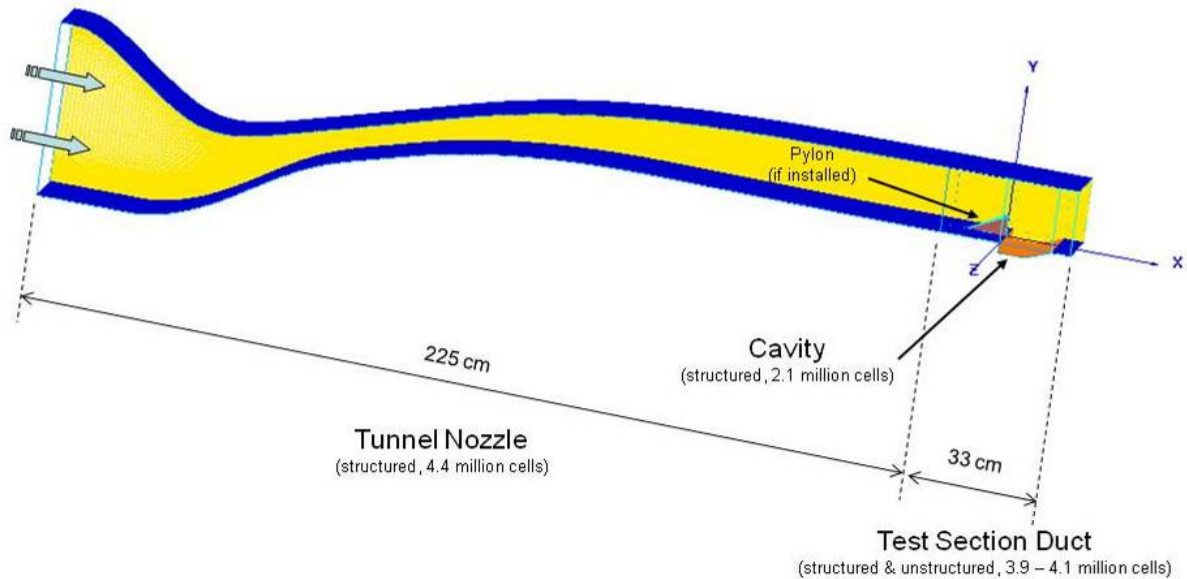 Y
Pylon
(if installed)
X
Z
225 cm
Cavity
(structured, 2.1 million cells)
Tunnel Nozzle
(structured, 4.4 million cells)
33 cm
Test Section Duct
(structured & unstructured, 3.9 – 4.1 million cells)